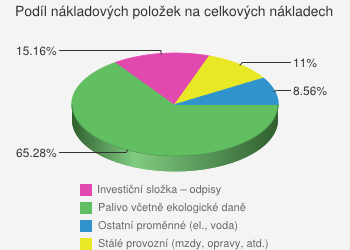 Podíl nákladových položek na celkových nákladech
15.16%
11%
8.56%
65.28%
Investiční složka – odpisy
Palivo včetně ekologické daně
Ostatní proměnné (el., voda)
Stálé provozní (mzdy, opravy, atd.)